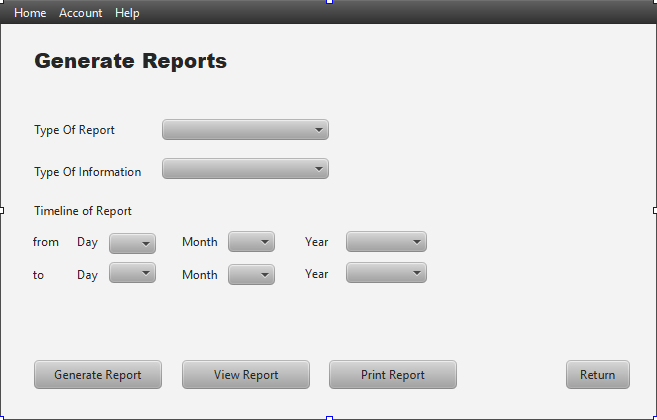 Home Account Help
Generate Reports
Type Of Report
Type Of Information
Timeline of Report
from Day Month Year
to Day Month Year
Generate Report View Report Print Report Return